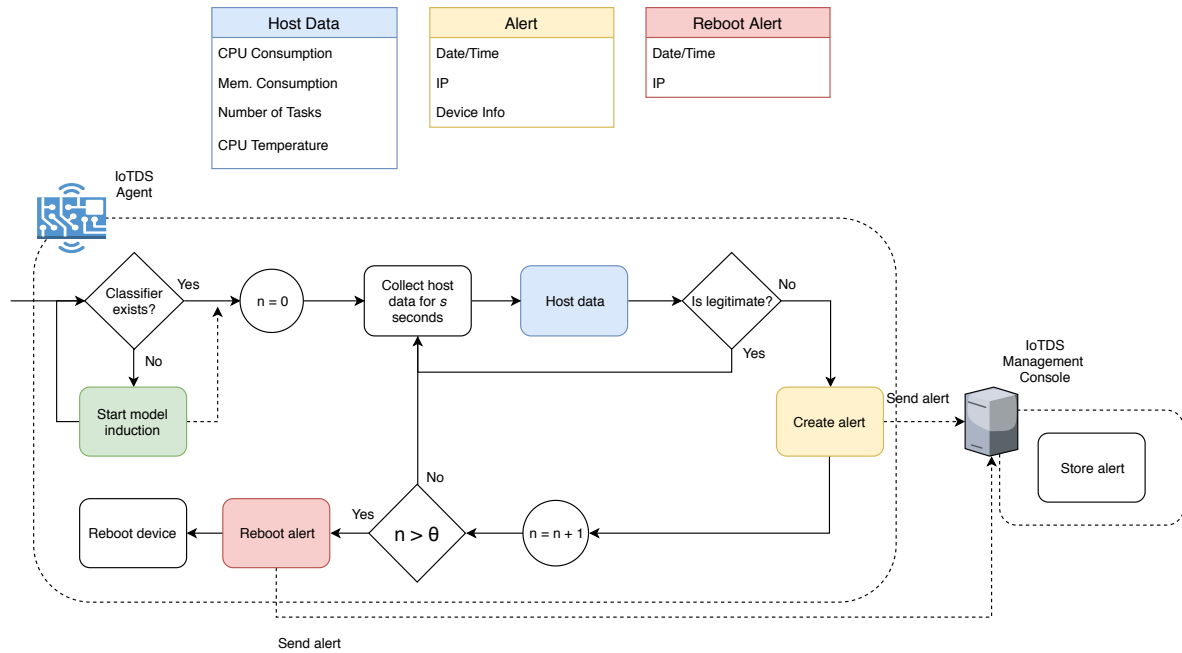 Host Data
CPU Consumption
Mem. Consumption
Number of Tasks
CPU Temperature
Alert
Date/Time
IP
Device Info
Reboot Alert
Date/Time
IP
IoTDS
Agent
Classifier
exists?
Yes
No
n = 0
Collect host
data for s
seconds
Host data
Is legitimate?
No
Yes
Start model
induction
Create alert
Send alert
IoTDS
Management
Console
Store alert
Reboot device
Reboot alert
Yes
n > θ
No
n = n + 1
Send alert